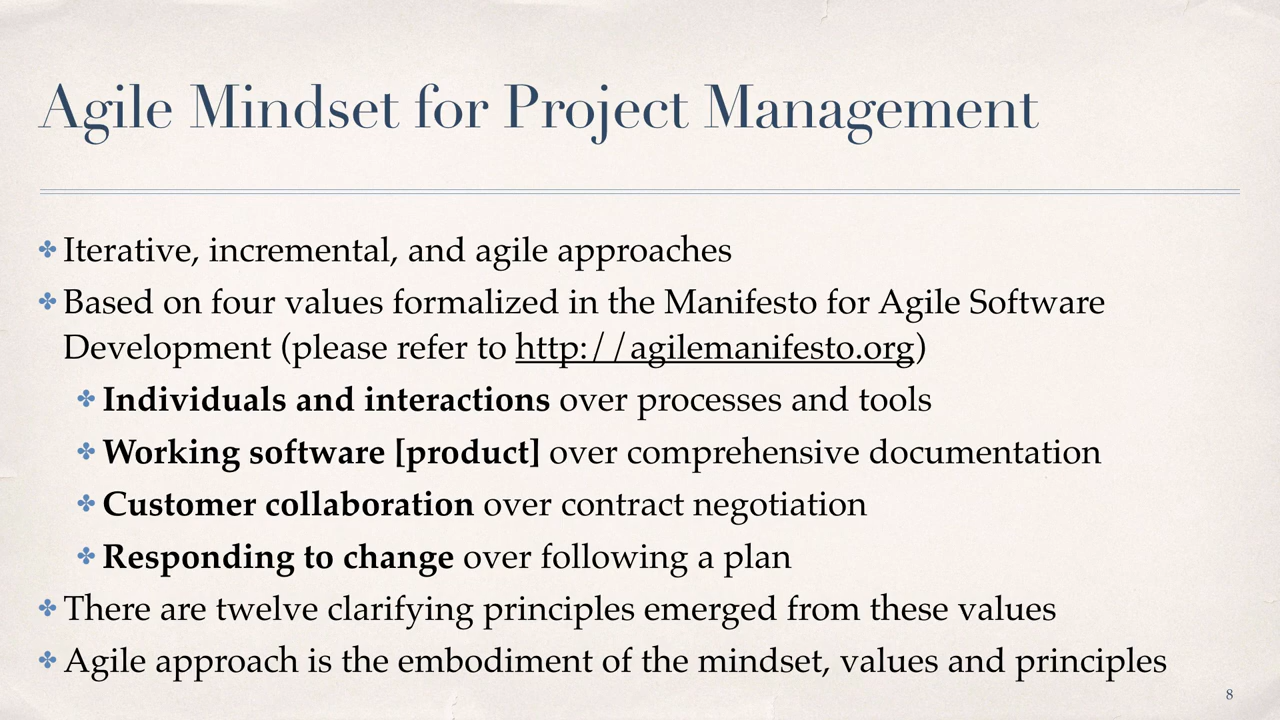 Agile Mindset for Project Management
✤ Iterative, incremental, and agile approaches
✤ Based on four values formalized in the Manifesto for Agile Software
Development (please refer to http://agilemanifesto.org)
✤ Individuals and interactions over processes and tools
✤ Working software [product] over comprehensive documentation
✤ Customer collaboration over contract negotiation
✤ Responding to change over following a plan
✤ There are twelve clarifying principles emerged from these values
✤ Agile approach is the embodiment of the mindset, values and principles
8